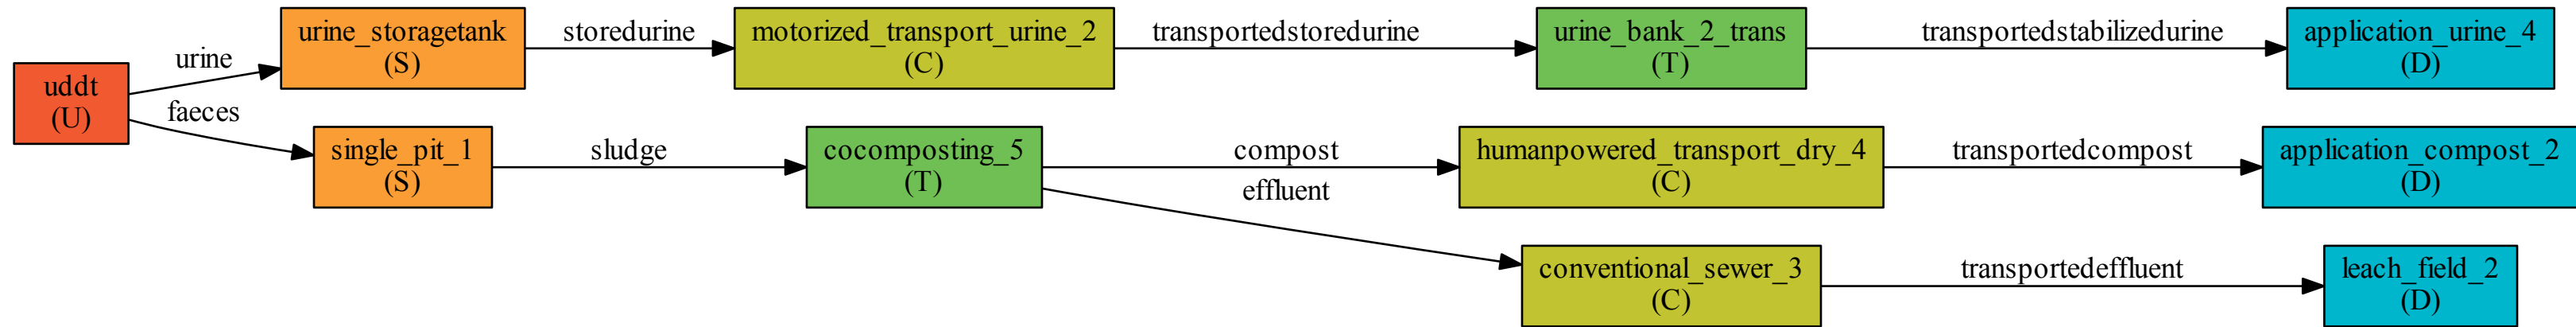 urine_storagetank
(S)
storedurine
motorized_transport_urine_2
(C)
transportedstoredurine
urine_bank_2_trans
(T)
transportedstabilizedurine
application_urine_4
(D)
urine
uddt
(U)
faeces
single_pit_1
(S)
sludge
cocomposting_5
(T)
compost
humanpowered_transport_dry_4
(C)
transportedcompost
application_compost_2
(D)
effluent
conventional_sewer_3
(C)
transportedeffluent
leach_field_2
(D)